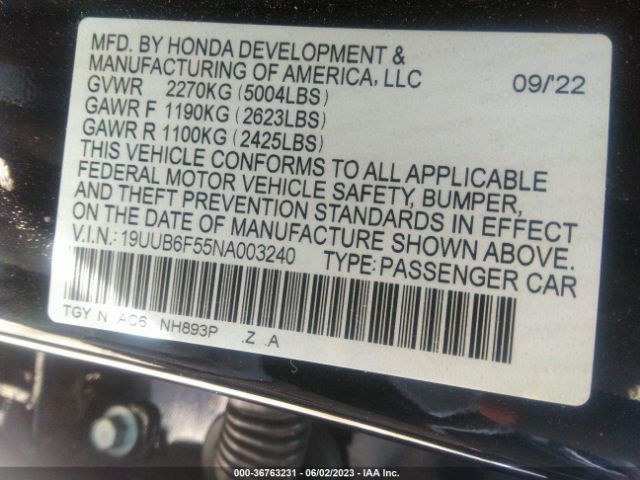 MFD. BY HONDA DEVELOPMENT &
MANUFACTURING OF AMERICA, LLC 09/'22
GVWR 2270KG (5004LBS)
GAWR F 1190KG (2623LBS)
GAWR R 1100KG (2425LBS)
THIS VEHICLE CONFORMS TO ALL APPLICABLE
FEDERAL MOTOR VEHICLE SAFETY, BUMPER,
AND THEFT PREVENTION STANDARDS IN EFFECT
ON THE DATE OF MANUFACTURE SHOWN ABOVE.
V.I.N.:19UUB6F55NA003240 TYPE:PASSENGER CAR
TGY N AC6 NH893P .Z .A
000-36763231 - 06/02/2023 - IAA Inc.